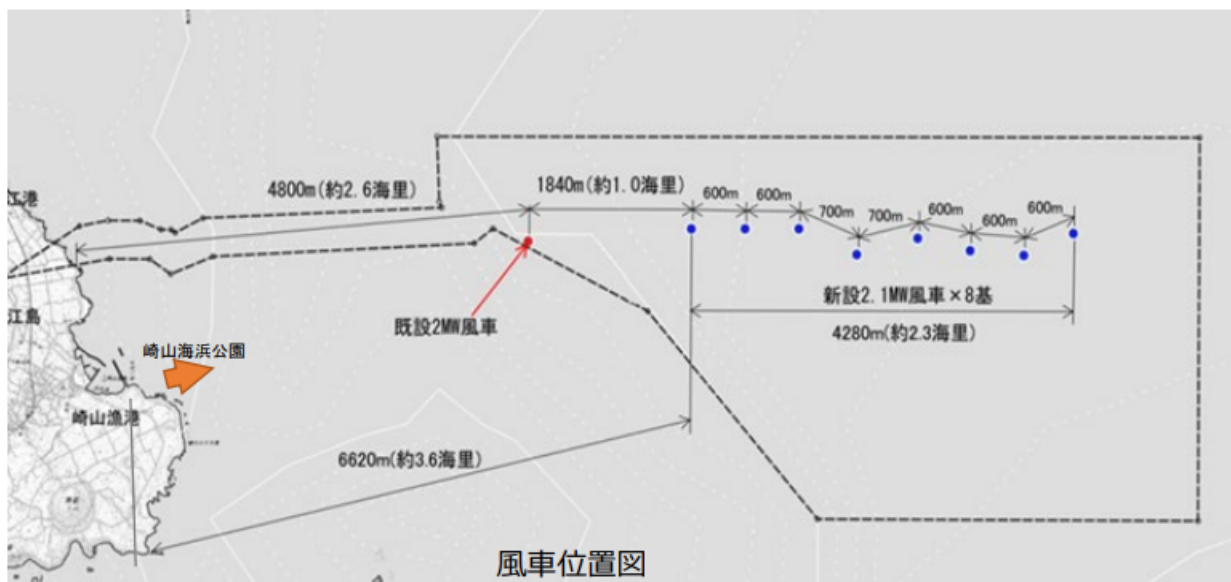 江港
4800m(約2.6海里)
1840m(約1.0海里)
600m
600m
700m
700m
600m
600m
600m
江島
既設2MW風車
新設2.1MW風車×8基
4280m(約2.3海里)
崎山海浜公園
崎山漁港
6620m(約3.6海里)
風車位置図